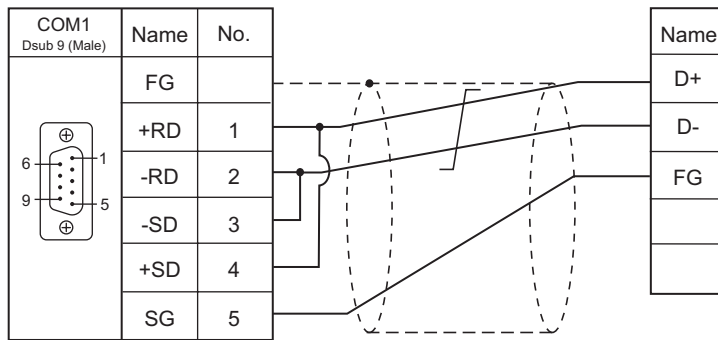 COM1
Dsub 9 (Male)
Name
No.
FG
+RD
1
-RD
2
-SD
3
+SD
4
SG
5
6
1
9
5
Name
D+
D-
FG